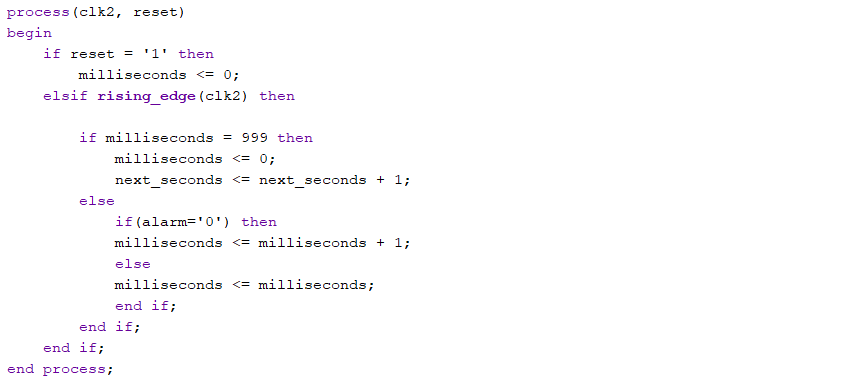 process(clk2, reset)
begin
    if reset = '1' then
        milliseconds <= 0;
    elsif rising_edge(clk2) then
        if milliseconds = 999 then
            milliseconds <= 0;
            next_seconds <= next_seconds + 1;
        else
            if(alarm='0') then
            milliseconds <= milliseconds + 1;
            else
            milliseconds <= milliseconds;
            end if;
        end if;
    end if;
end process;